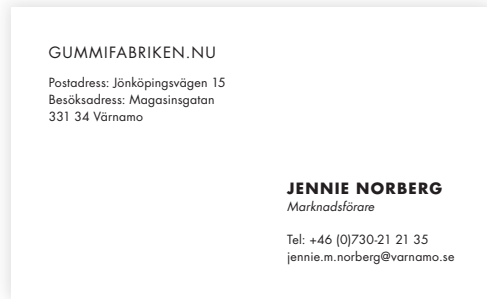 GUMMIFABRIKEN.NU
Postadress: Jönköpingsvägen 15
Besöksadress: Magasinsgatan
331 34 Värnamo
JENNIE NORBERG
Marknadsförare
Tel: +46 (0)730-21 21 35
jennie.m.norberg@varnamo.se